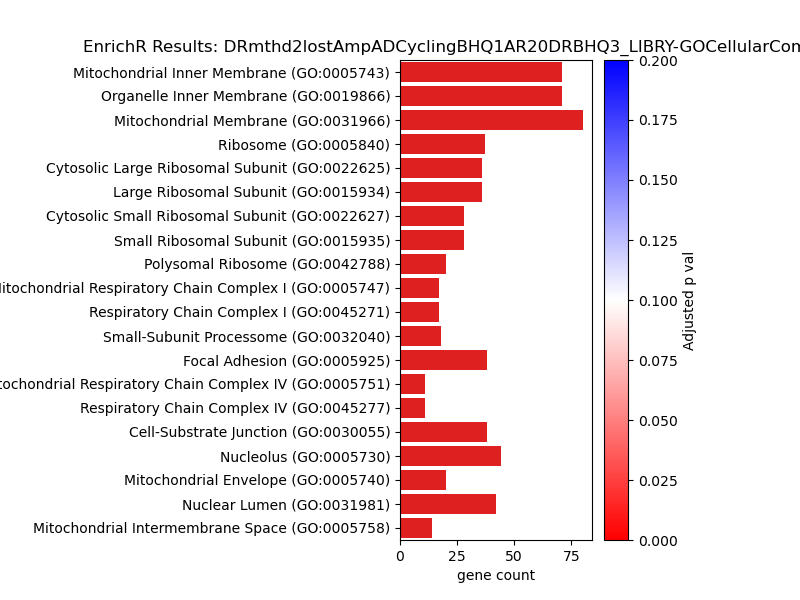 EnrichR Results: DRmthd2lostAmpADCyclingBHQ1AR20DRBHQ3_LIBRY-GOCellularCom
Mitochondrial Inner Membrane (GO:0005743)
Organelle Inner Membrane (GO:0019866)
Mitochondrial Membrane (GO:0031966)
Ribosome (GO:0005840)
Cytosolic Large Ribosomal Subunit (GO:0022625)
Large Ribosomal Subunit (GO:0015934)
Cytosolic Small Ribosomal Subunit (GO:0022627)
Small Ribosomal Subunit (GO:0015935)
Polysomal Ribosome (GO:0042788)
itochondrial Respiratory Chain Complex I (GO:0005747)
Respiratory Chain Complex I (GO:0045271)
Small-Subunit Processome (GO:0032040)
Focal Adhesion (GO:0005925)
tochondrial Respiratory Chain Complex IV (GO:0005751)
Respiratory Chain Complex IV (GO:0045277)
Cell-Substrate Junction (GO:0030055)
Nucleolus (GO:0005730)
Mitochondrial Envelope (GO:0005740)
Nuclear Lumen (GO:0031981)
Mitochondrial Intermembrane Space (GO:0005758)
0 25 50 75
gene count
0.200
0.175
0.150
0.125
0.100
0.075
0.050
0.025
0.000
Adjusted p val